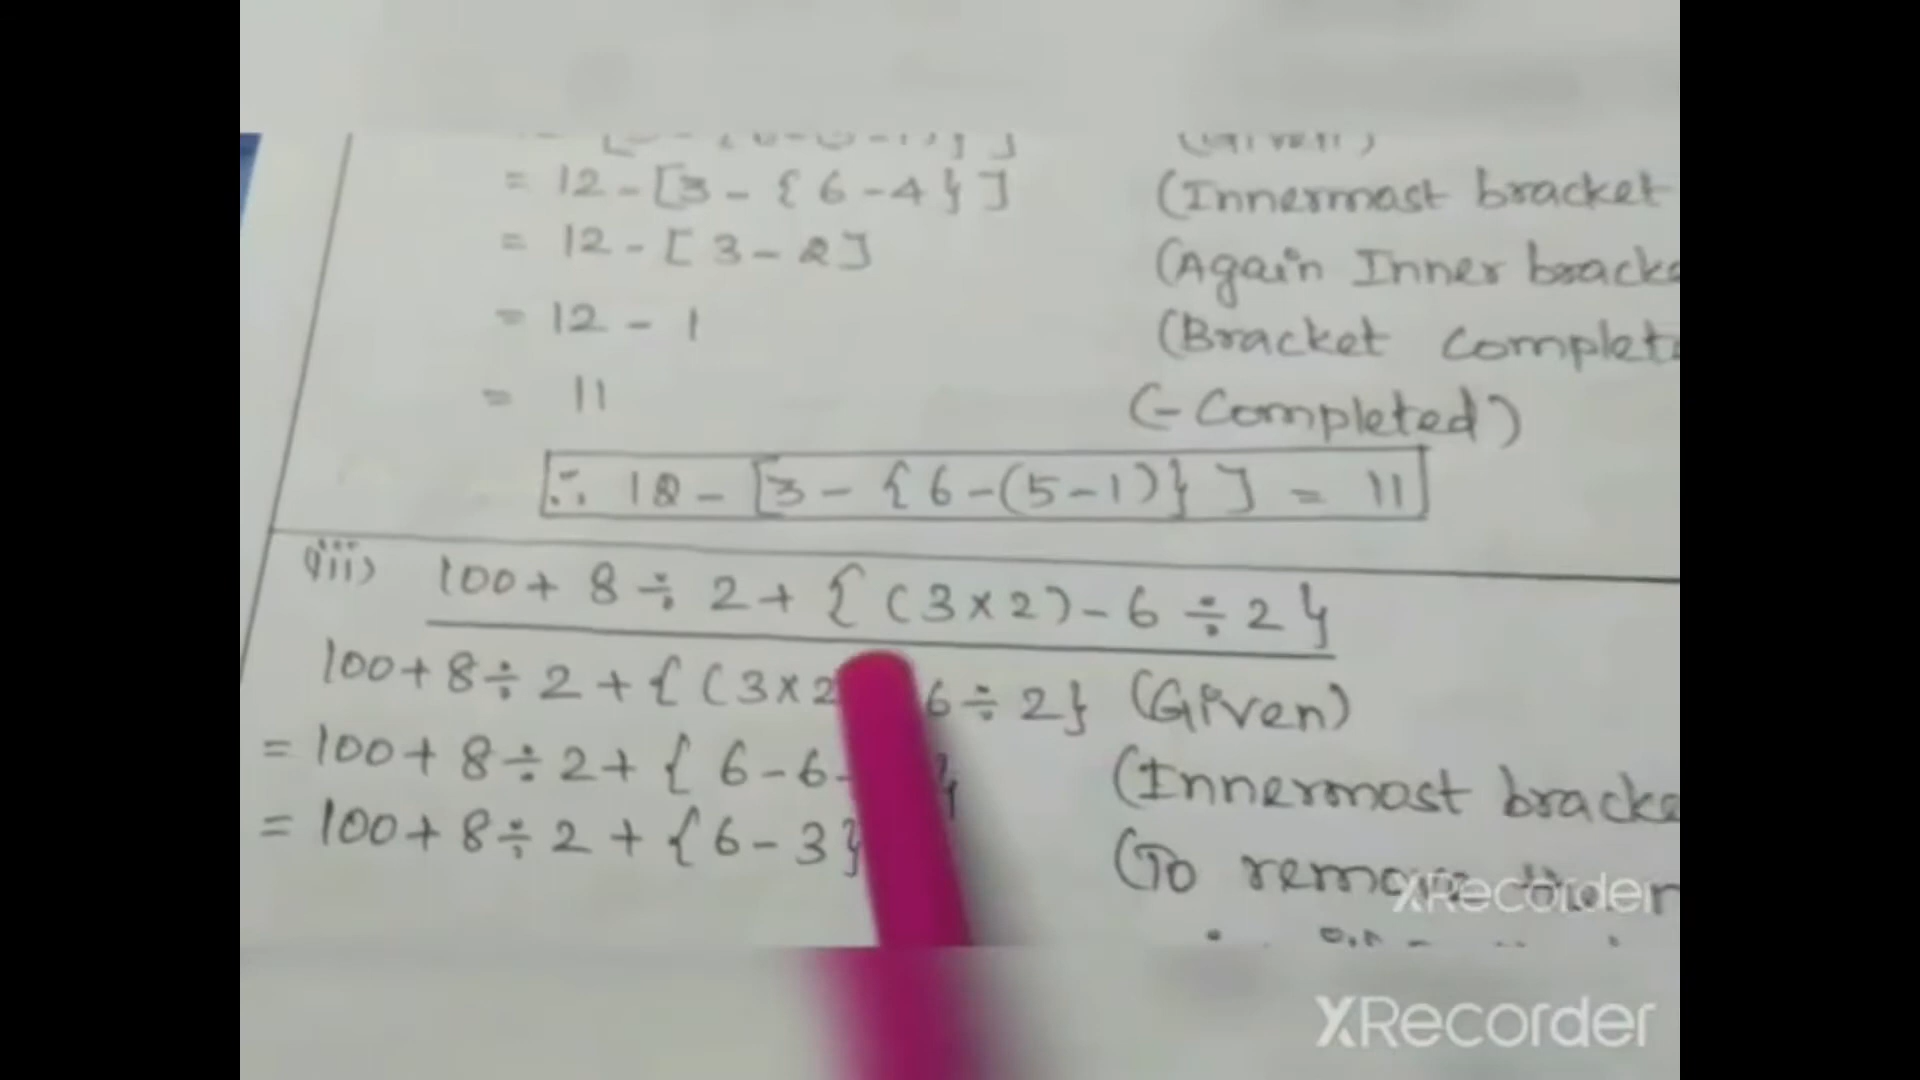 = 12 - [3 - { 6 - 4 } ] (Innermost bracket
= 12 - [ 3 - 2 ] (Again Inner bracke
= 12 - 1 (Bracket complet
= 11 (- Completed)
∴ 12 - [3 - {6 - (5 - 1)} ] = 11
(iii) 100 + 8 ÷ 2 + { (3 × 2) - 6 ÷ 2 }
100 + 8 ÷ 2 + { (3 × 2 6 ÷ 2 } (Given)
= 100 + 8 ÷ 2 + { 6 - 6 } (Innermost bracke
= 100 + 8 ÷ 2 + { 6 - 3 } (To
XRecorder
XRecorder